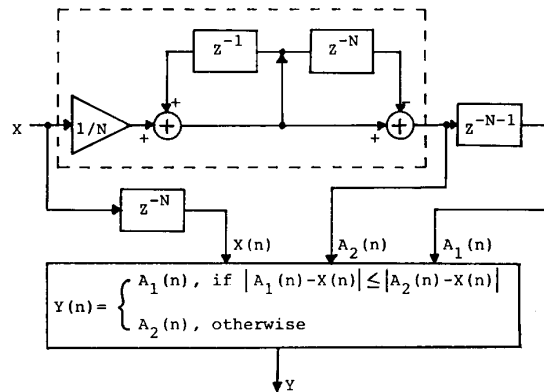 z^-1
z^-N
+
-
X
1/N
+
+
+
+
z^-N-1
z^-N
X(n)
A_2(n)
A_1(n)
Y(n)= { A_1(n), if |A_1(n)-X(n)| ≤ |A_2(n)-X(n)|
A_2(n), otherwise
Y